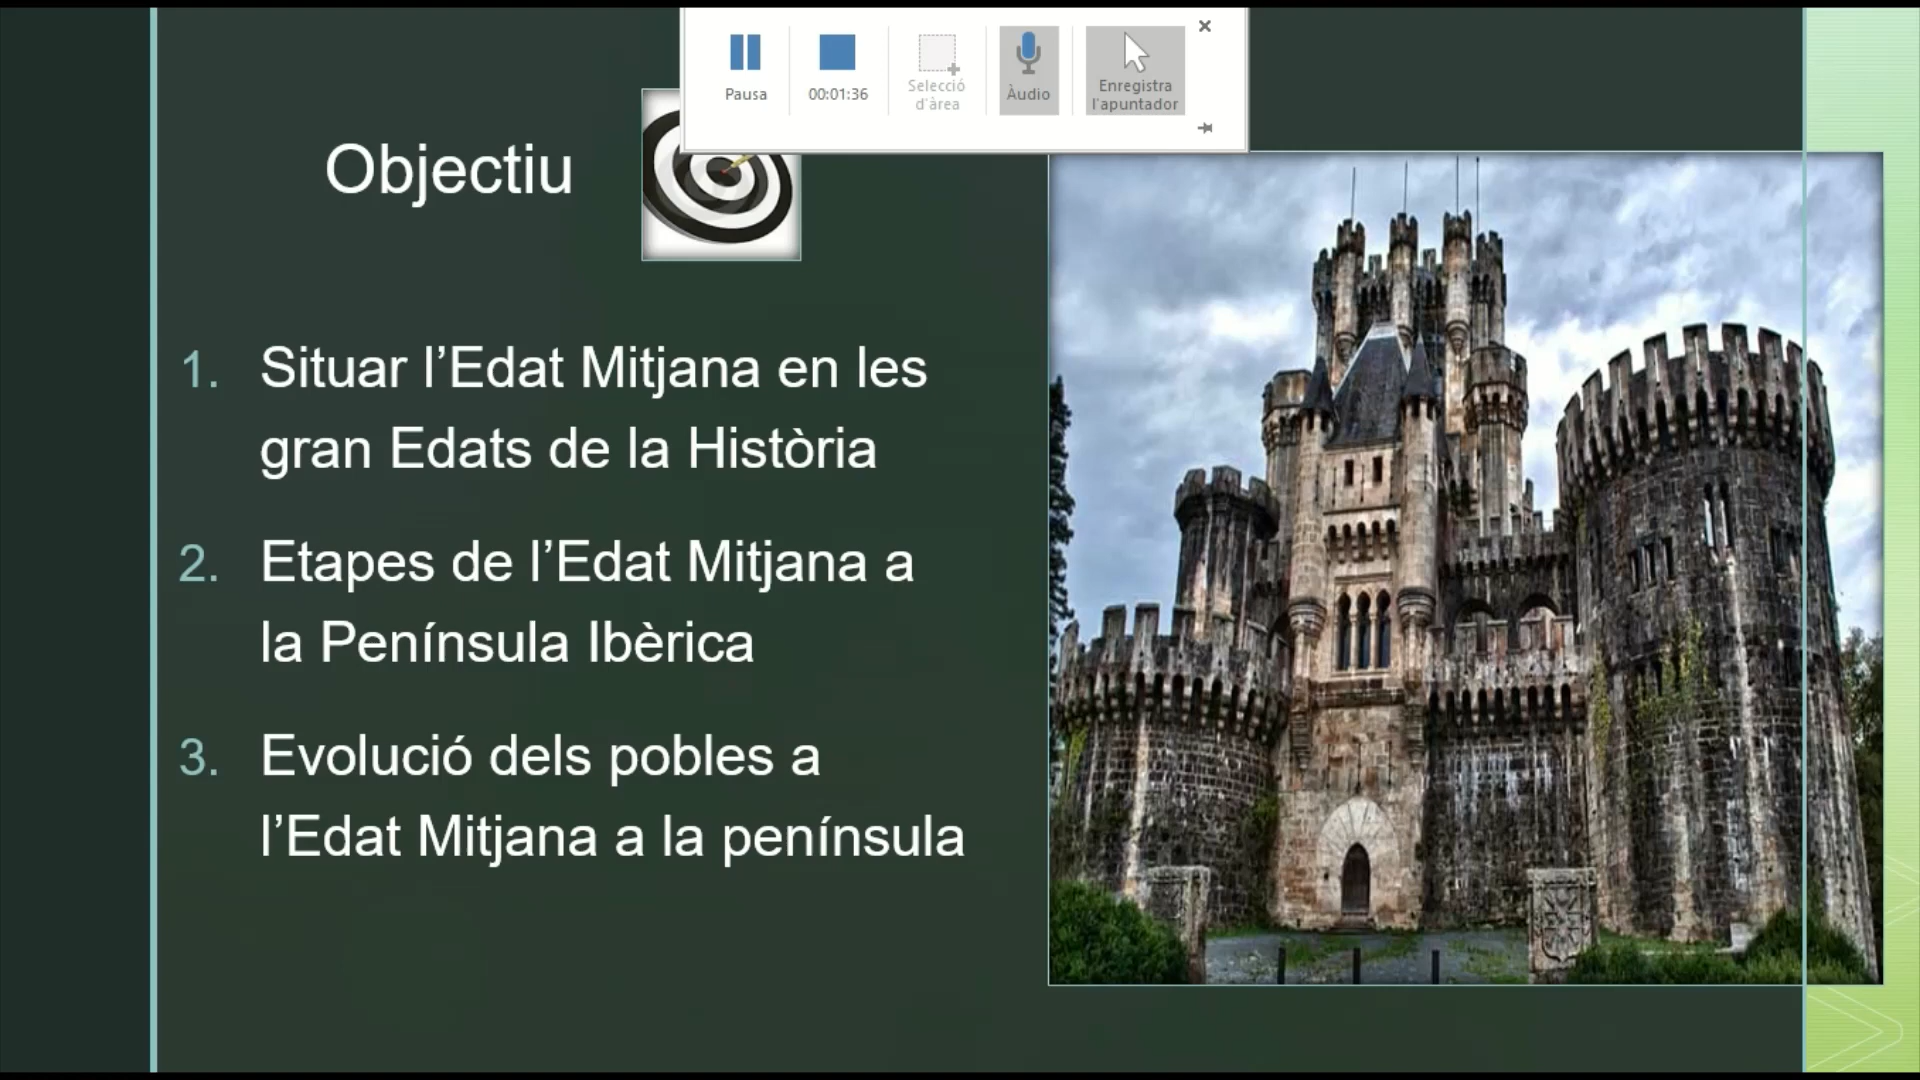 Pausa
00:01:36
Selecció
d'àrea
Àudio
Enregistra
l'apuntador
Objectiu
1. Situar l’Edat Mitjana en les
gran Edats de la Història
2. Etapes de l’Edat Mitjana a
la Península Ibèrica
3. Evolució dels pobles a
l’Edat Mitjana a la península